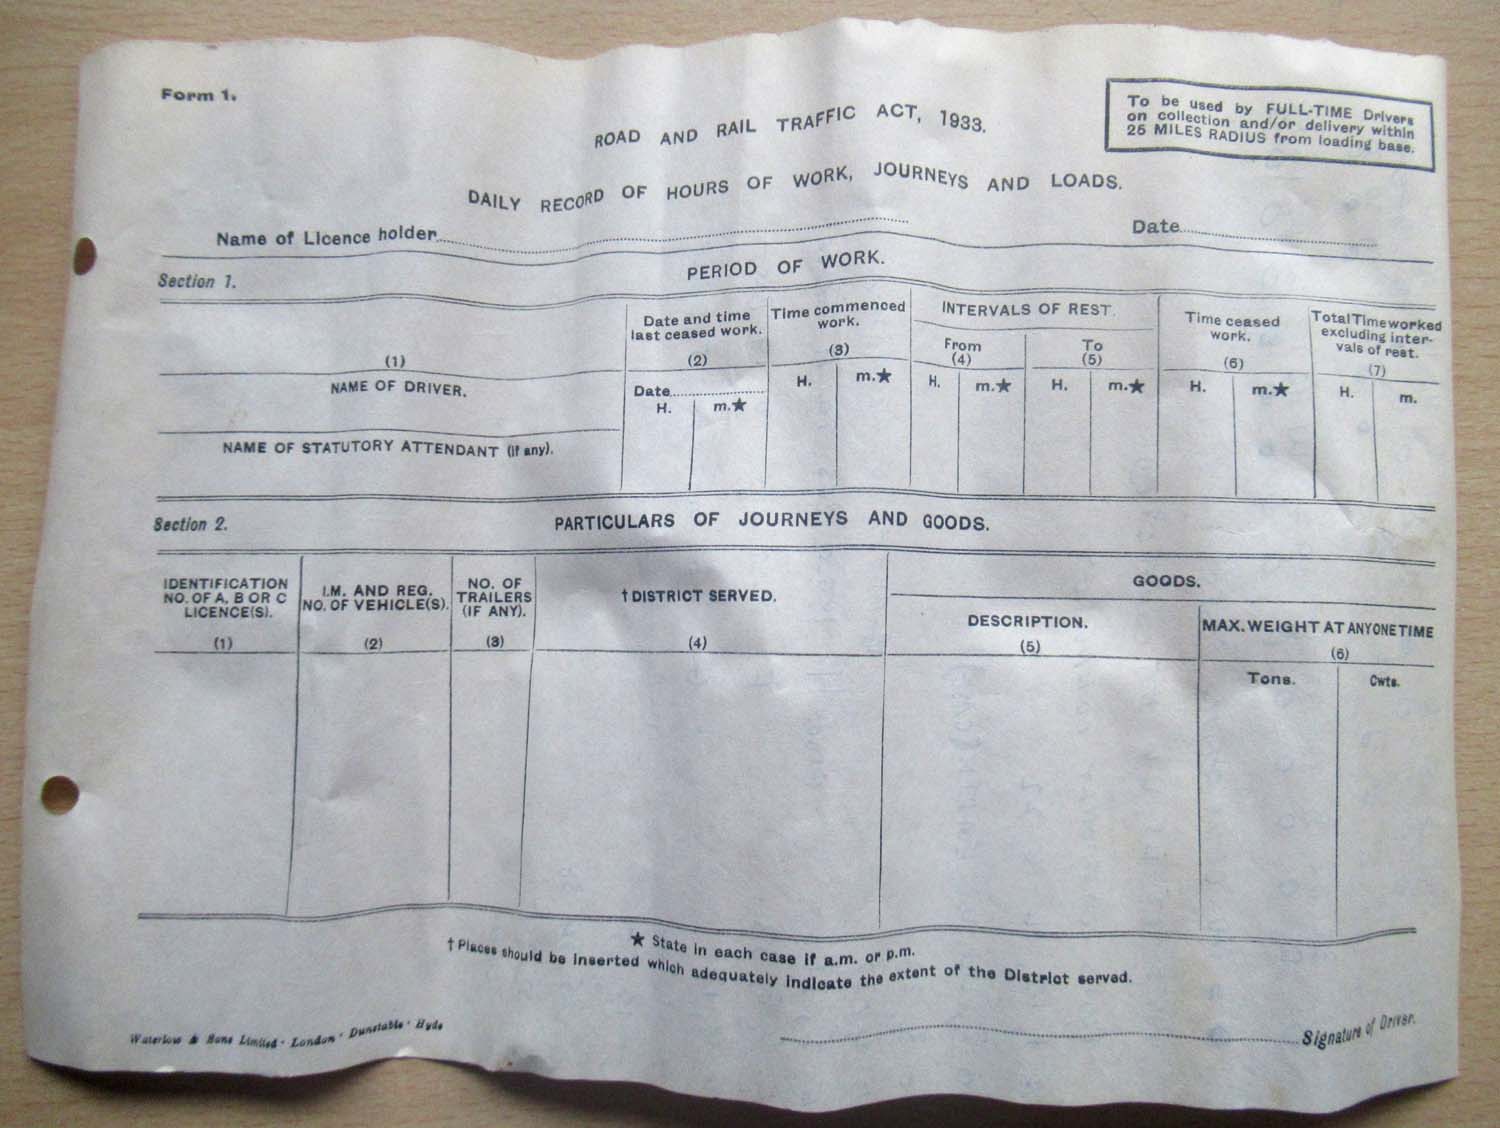 Form 1.
To be used by FULL-TIME Drivers
on collection and/or delivery within
25 MILES RADIUS from loading base.
ROAD AND RAIL TRAFFIC ACT, 1933.
DAILY RECORD OF HOURS OF WORK, JOURNEYS AND LOADS.
Name of Licence holder
Date
Section 1.
PERIOD OF WORK.
(1)
NAME OF DRIVER.
NAME OF STATUTORY ATTENDANT (if any).
Date and time
last ceased work.
(2)
Date
H. m.★
Time commenced
work.
(3)
H. m.★
INTERVALS OF REST.
From
(4)
H. m.★
To
(5)
H. m.★
Time ceased
work.
(6)
H. m.★
Total Time worked
excluding inter-
vals of rest.
(7)
H. m.
Section 2.
PARTICULARS OF JOURNEYS AND GOODS.
IDENTIFICATION
NO. OF A, B OR C
LICENCE(S).
(1)
I.M. AND REG.
NO. OF VEHICLE(S).
(2)
NO. OF
TRAILERS
(IF ANY).
(3)
† DISTRICT SERVED.
(4)
GOODS.
DESCRIPTION.
(5)
MAX. WEIGHT AT ANY ONE TIME
(6)
Tons. Cwts.
★ State in each case if a.m. or p.m.
† Places should be inserted which adequately indicate the extent of the District served.
Waterlow & Sons Limited · London · Dunstable · Hyde
Signature of Driver.